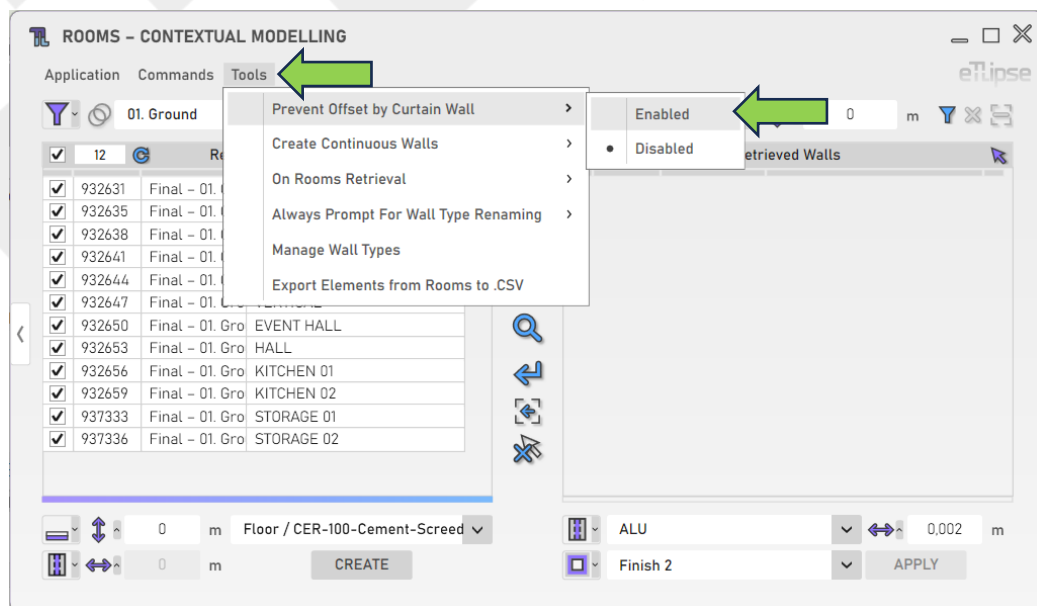 ROOMS – CONTEXTUAL MODELLING
Application Commands Tools
eTLipse
01. Ground
0 m
Prevent Offset by Curtain Wall
Enabled
Create Continuous Walls
Disabled
On Rooms Retrieval
Always Prompt For Wall Type Renaming
Manage Wall Types
Export Elements from Rooms to .CSV
12 Re
etrieved Walls
932631 Final – 01.
932635 Final – 01.
932638 Final – 01.
932641 Final – 01.
932644 Final – 01.
932647 Final – 01.
932650 Final – 01. Gro EVENT HALL
932653 Final – 01. Gro HALL
932656 Final – 01. Gro KITCHEN 01
932659 Final – 01. Gro KITCHEN 02
937333 Final – 01. Gro STORAGE 01
937336 Final – 01. Gro STORAGE 02
0 m Floor / CER-100-Cement-Screed
ALU 0,002 m
0 m CREATE
Finish 2 APPLY